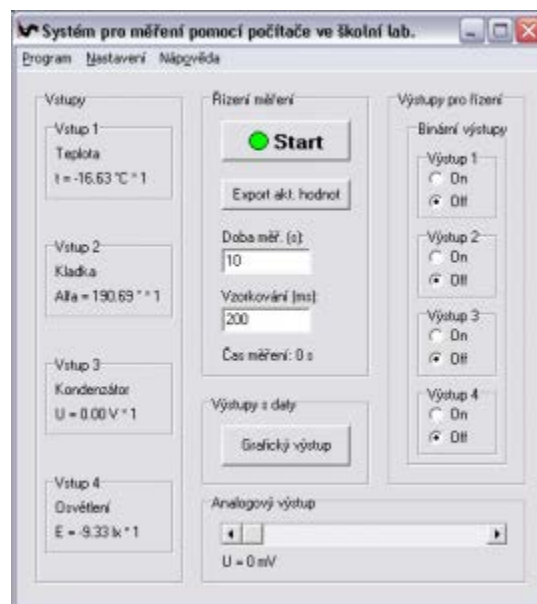 Systém pro měření pomocí počítače ve školní lab.
Program Nastavení Nápověda
Vstupy
Vstup 1
Teplota
t = -16.63 °C * 1
Vstup 2
Kladka
Alfa = 190.69 ° * 1
Vstup 3
Kondenzátor
U = 0.00 V * 1
Vstup 4
Osvětlení
E = -9.33 lx * 1
Řízení měření
Start
Export akt. hodnot
Doba měř. (s):
10
Vzorkování (ms):
200
Čas měření: 0 s
Výstupy s daty
Grafický výstup
Výstupy pro řízení
Binární výstupy
Výstup 1
On
Off
Výstup 2
On
Off
Výstup 3
On
Off
Výstup 4
On
Off
Analogový výstup
U = 0 mV